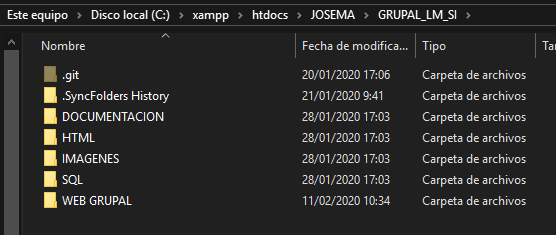 Este equipo > Disco local (C:) > xampp > htdocs > JOSEMA > GRUPAL_LM_SI >
Nombre Fecha de modifica... Tipo Ta
.git 20/01/2020 17:06 Carpeta de archivos
.SyncFolders History 21/01/2020 9:41 Carpeta de archivos
DOCUMENTACION 28/01/2020 17:03 Carpeta de archivos
HTML 28/01/2020 17:03 Carpeta de archivos
IMAGENES 28/01/2020 17:03 Carpeta de archivos
SQL 28/01/2020 17:03 Carpeta de archivos
WEB GRUPAL 11/02/2020 10:34 Carpeta de archivos